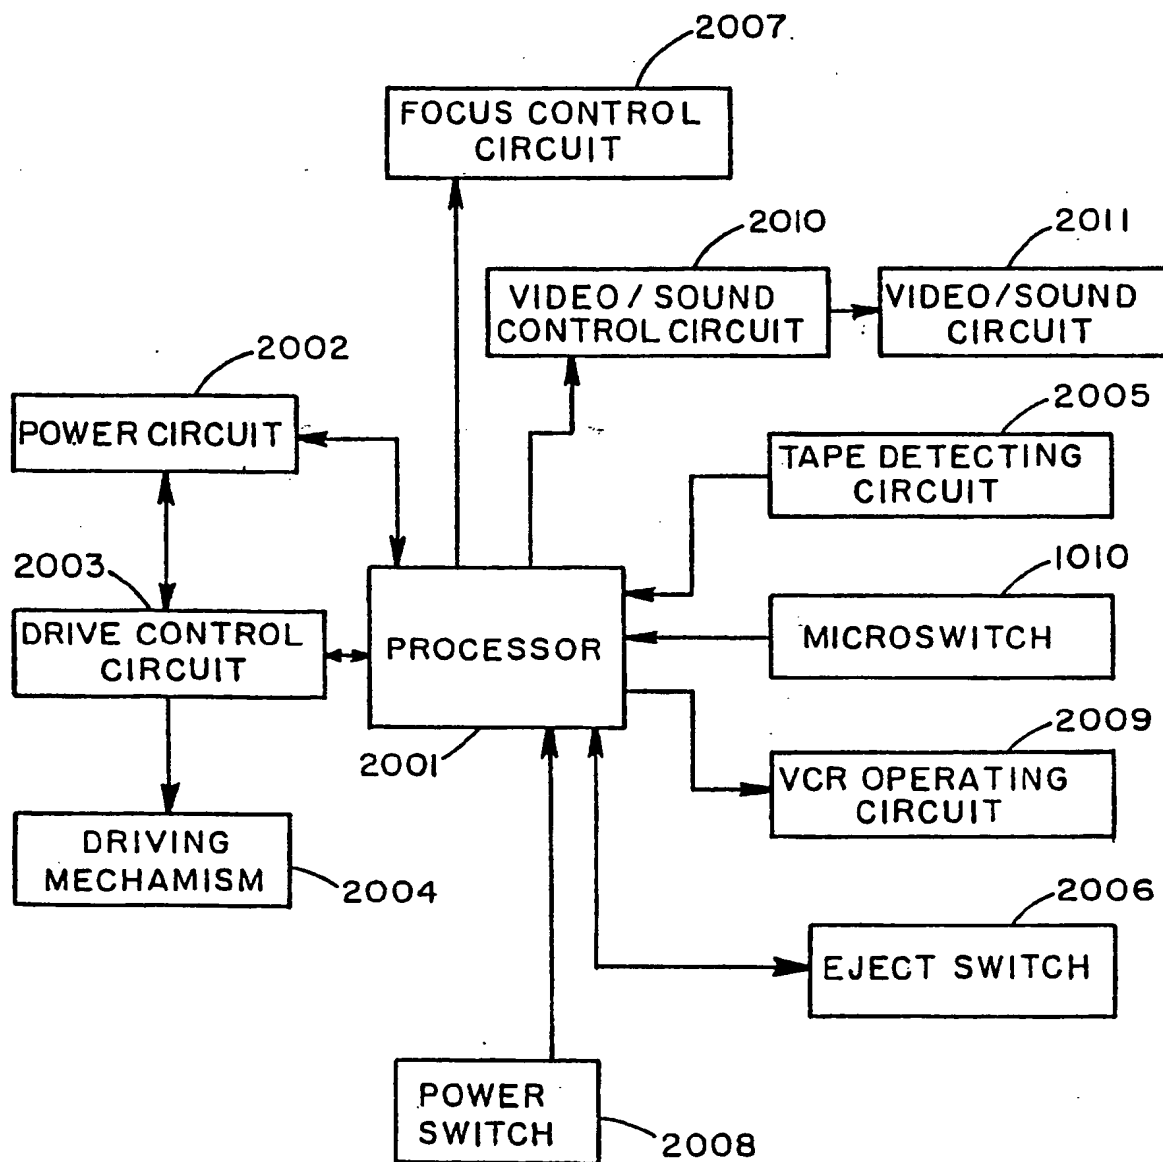 2007
FOCUS CONTROL
CIRCUIT
2010
2011
VIDEO / SOUND
CONTROL CIRCUIT
VIDEO/SOUND
CIRCUIT
2002
POWER CIRCUIT
2005
TAPE DETECTING
CIRCUIT
2003
DRIVE CONTROL
CIRCUIT
PROCESSOR
2001
1010
MICROSWITCH
2009
VCR OPERATING
CIRCUIT
DRIVING
MECHAMISM
2004
2006
EJECT SWITCH
POWER
SWITCH
2008